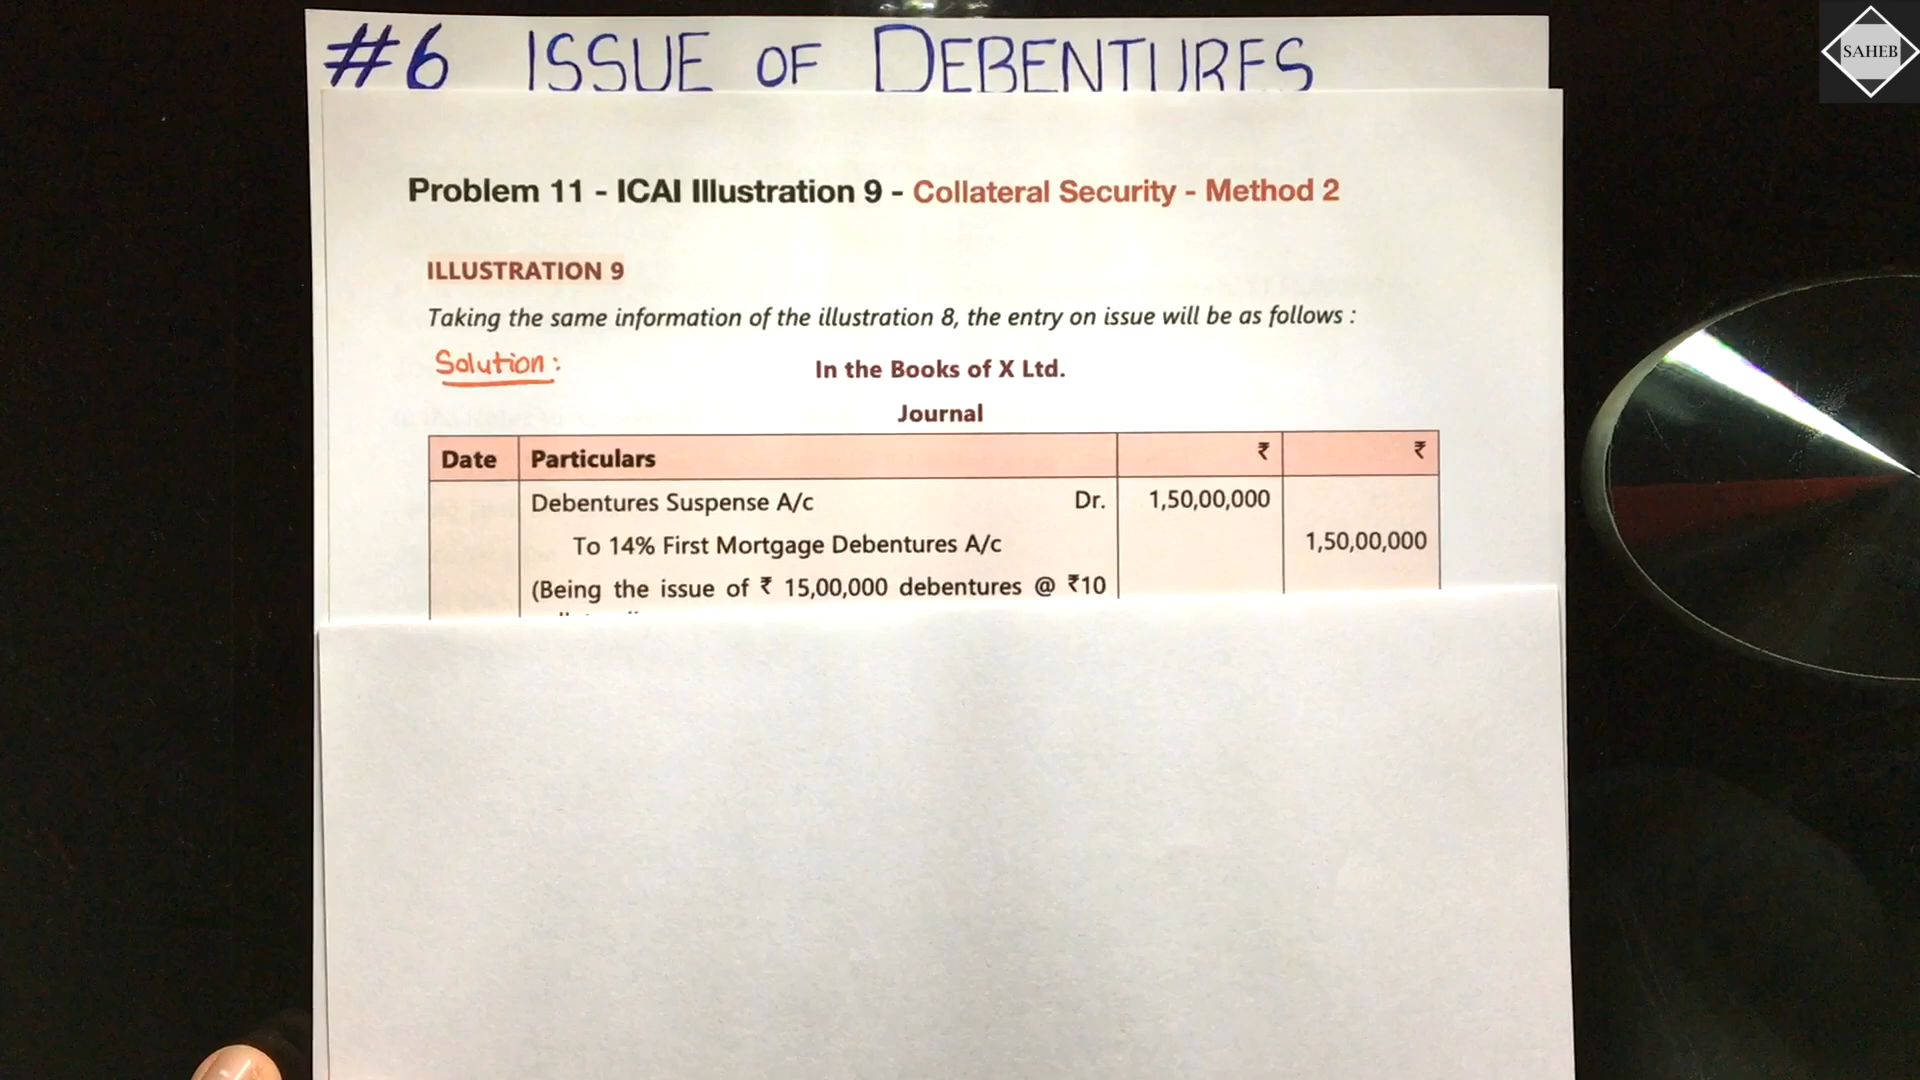 #6 ISSUE OF DEBENTURES
SAHEB
Problem 11 - ICAI Illustration 9 - Collateral Security - Method 2
ILLUSTRATION 9
Taking the same information of the illustration 8, the entry on issue will be as follows :
Solution :
In the Books of X Ltd.
Journal
Date Particulars ₹ ₹
Debentures Suspense A/c Dr. 1,50,00,000
To 14% First Mortgage Debentures A/c 1,50,00,000
(Being the issue of ₹ 15,00,000 debentures @ ₹10